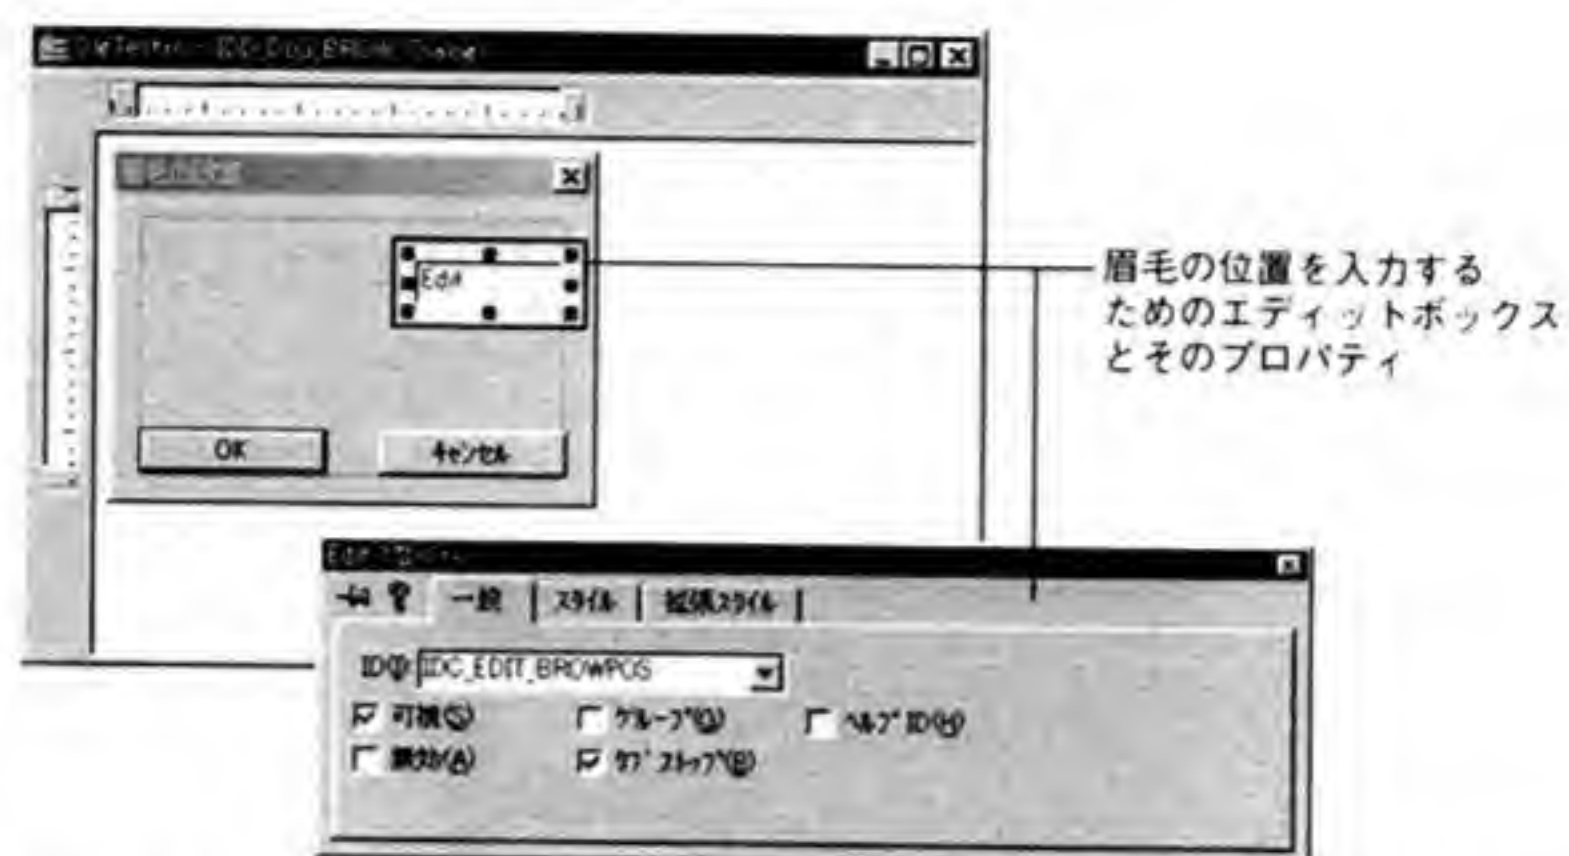 Edit
OK
キャンセル
眉毛の位置を入力する
ためのエディットボックス
とそのプロパティ
Edit
一般
スタイル
拡張スタイル
ID(I): IDC_EDIT_BROWPOS
可視(S)
グループ(G)
ヘルプ ID(H)
無効(A)
タブ ストップ(B)